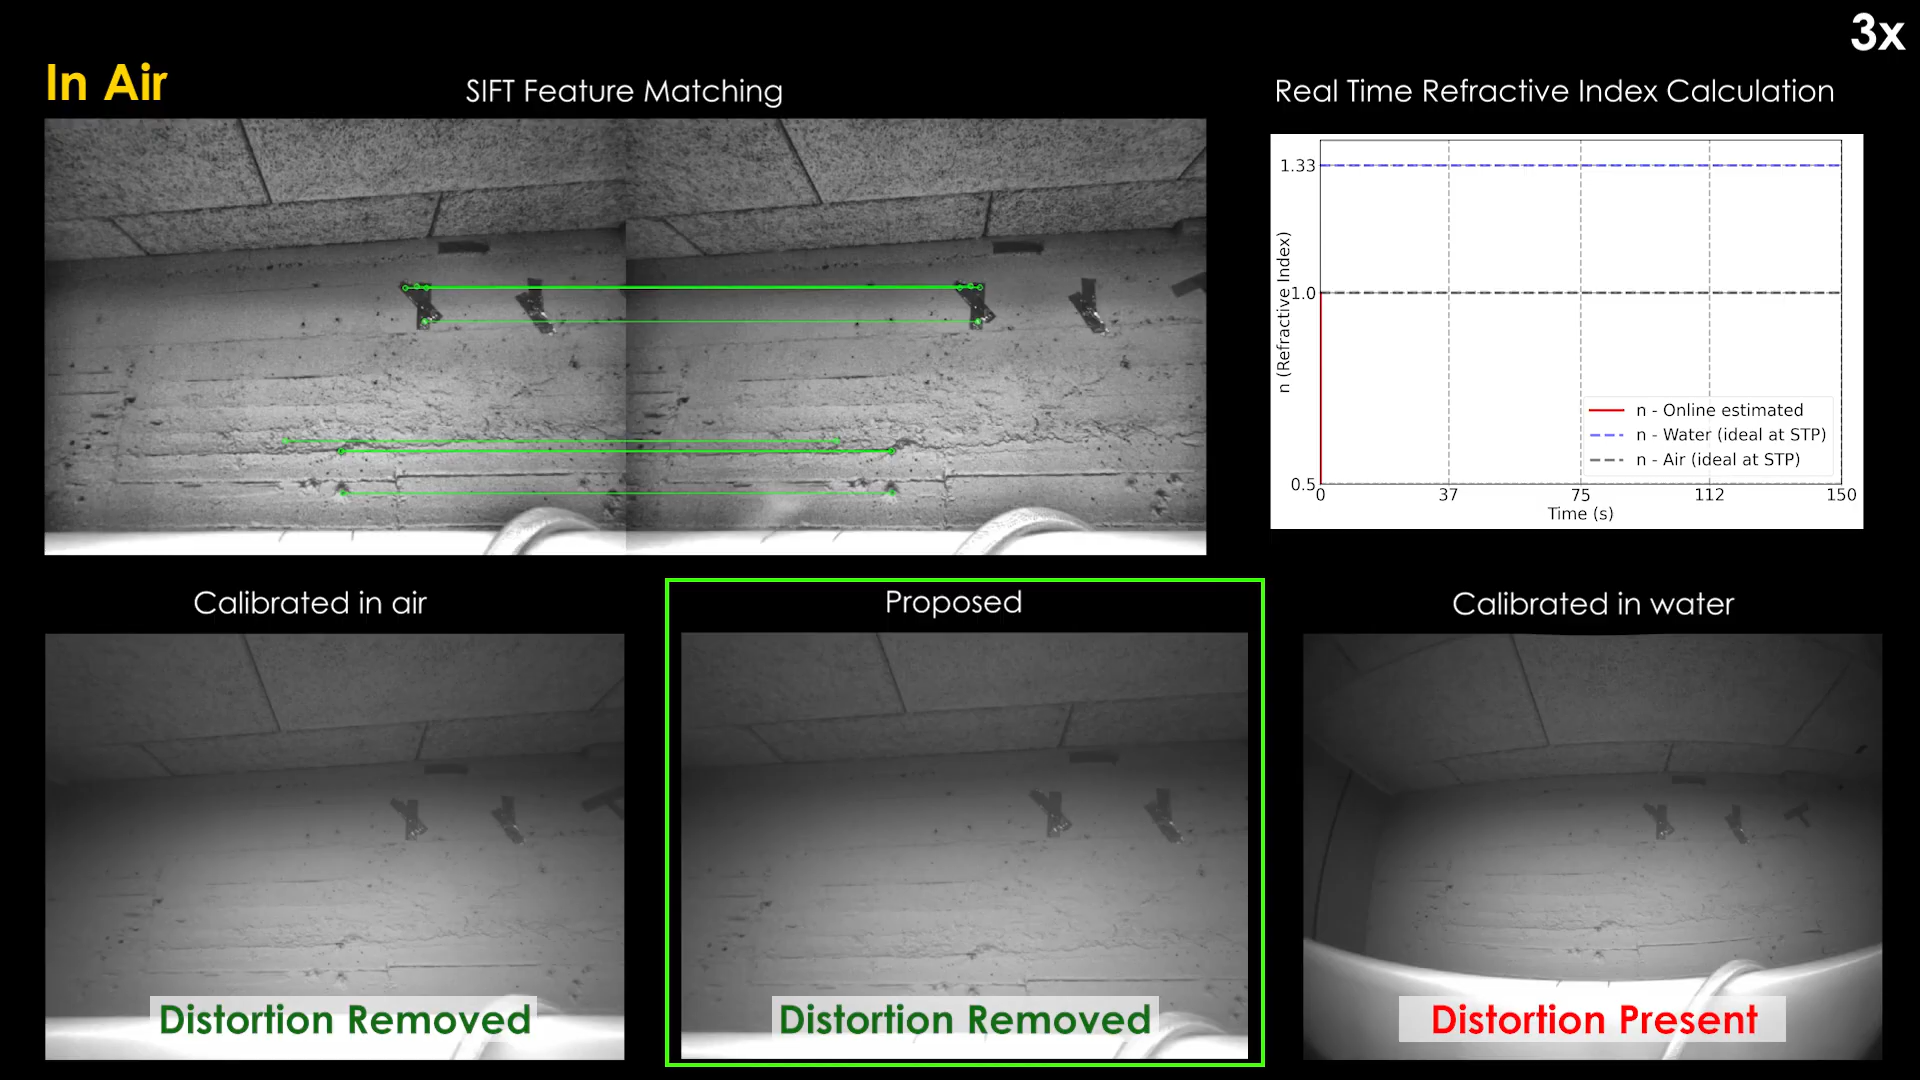 3x
In Air
SIFT Feature Matching
Real Time Refractive Index Calculation
1.33
1.0
0.5
n (Refractive Index)
n - Online estimated
n - Water (ideal at STP)
n - Air (ideal at STP)
0 37 75 112 150
Time (s)
Calibrated in air
Proposed
Calibrated in water
Distortion Removed
Distortion Removed
Distortion Present